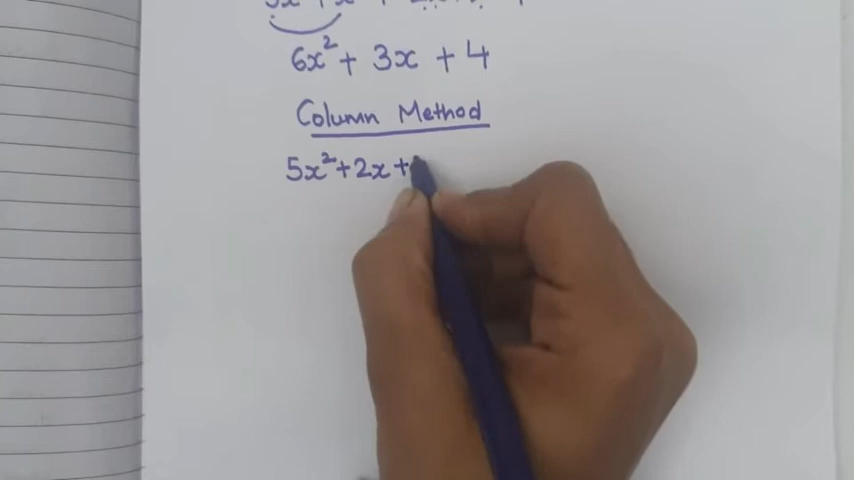 6x² + 3x + 4
Column Method
5x²+2x+